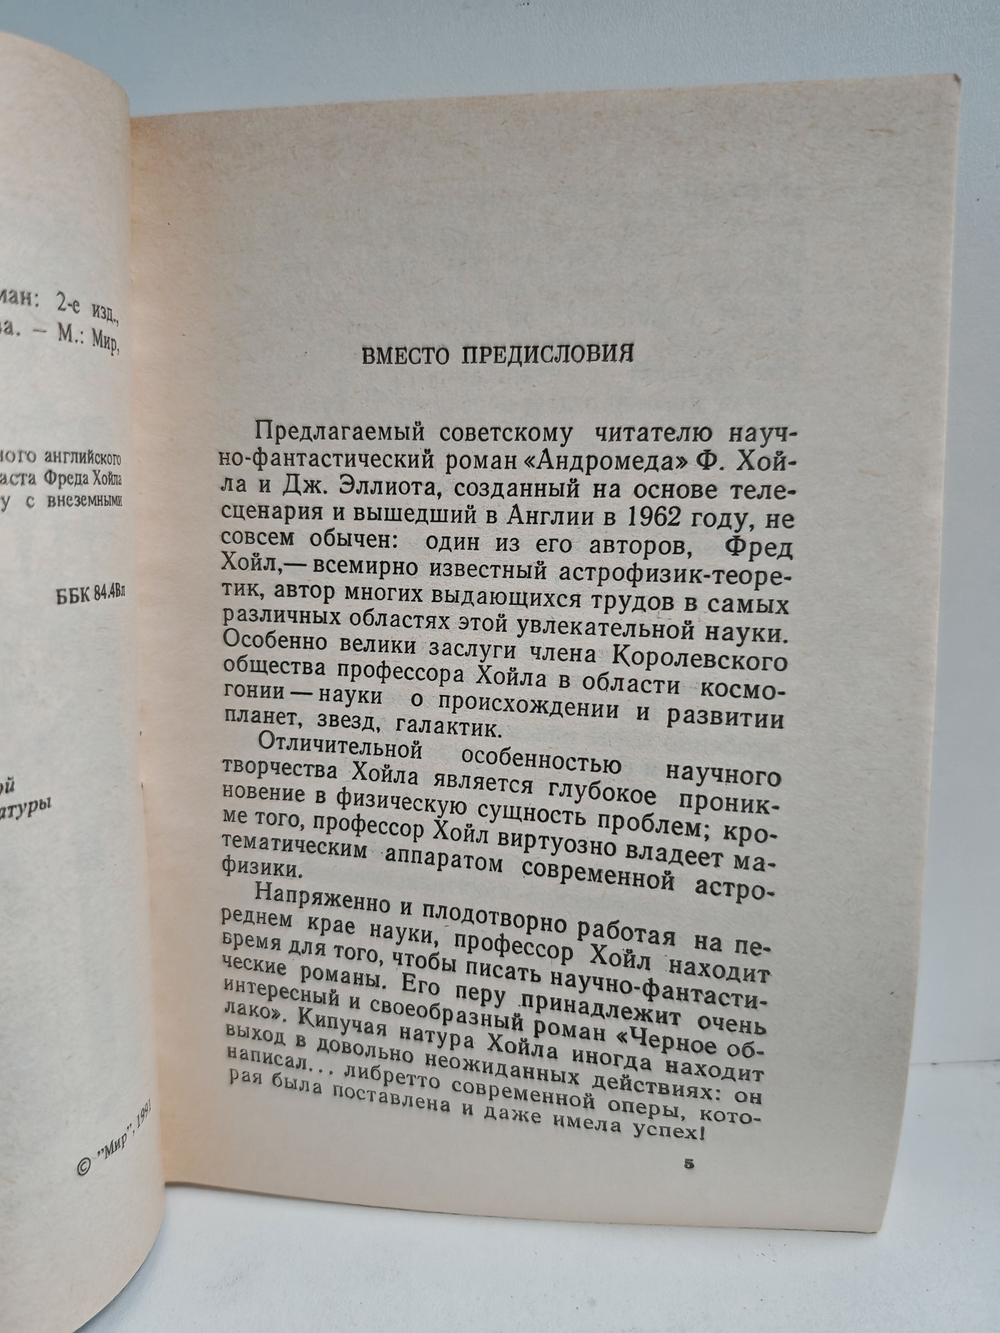 ман: 2-е изд.,
ва. — М.: Мир,
ного английского
аста Фреда Хойла
у с внеземными
ББК 84.4Вл
ой
атуры
© "Мир", 1991
ВМЕСТО ПРЕДИСЛОВИЯ
Предлагаемый советскому читателю науч-
но-фантастический роман «Андромеда» Ф. Хой-
ла и Дж. Эллиота, созданный на основе теле-
сценария и вышедший в Англии в 1962 году, не
совсем обычен: один из его авторов, Фред
Хойл,— всемирно известный астрофизик-теоре-
тик, автор многих выдающихся трудов в самых
различных областях этой увлекательной науки.
Особенно велики заслуги члена Королевского
общества профессора Хойла в области космо-
гонии — науки о происхождении и развитии
планет, звезд, галактик.
Отличительной особенностью научного
творчества Хойла является глубокое проник-
новение в физическую сущность проблем; кро-
ме того, профессор Хойл виртуозно владеет ма-
тематическим аппаратом современной астро-
физики.
Напряженно и плодотворно работая на пе-
реднем крае науки, профессор Хойл находит
время для того, чтобы писать научно-фантасти-
ческие романы. Его перу принадлежит очень
интересный и своеобразный роман «Черное об-
лако». Кипучая натура Хойла иногда находит
выход в довольно неожиданных действиях: он
написал... либретто современной оперы, кото-
рая была поставлена и даже имела успех!
5